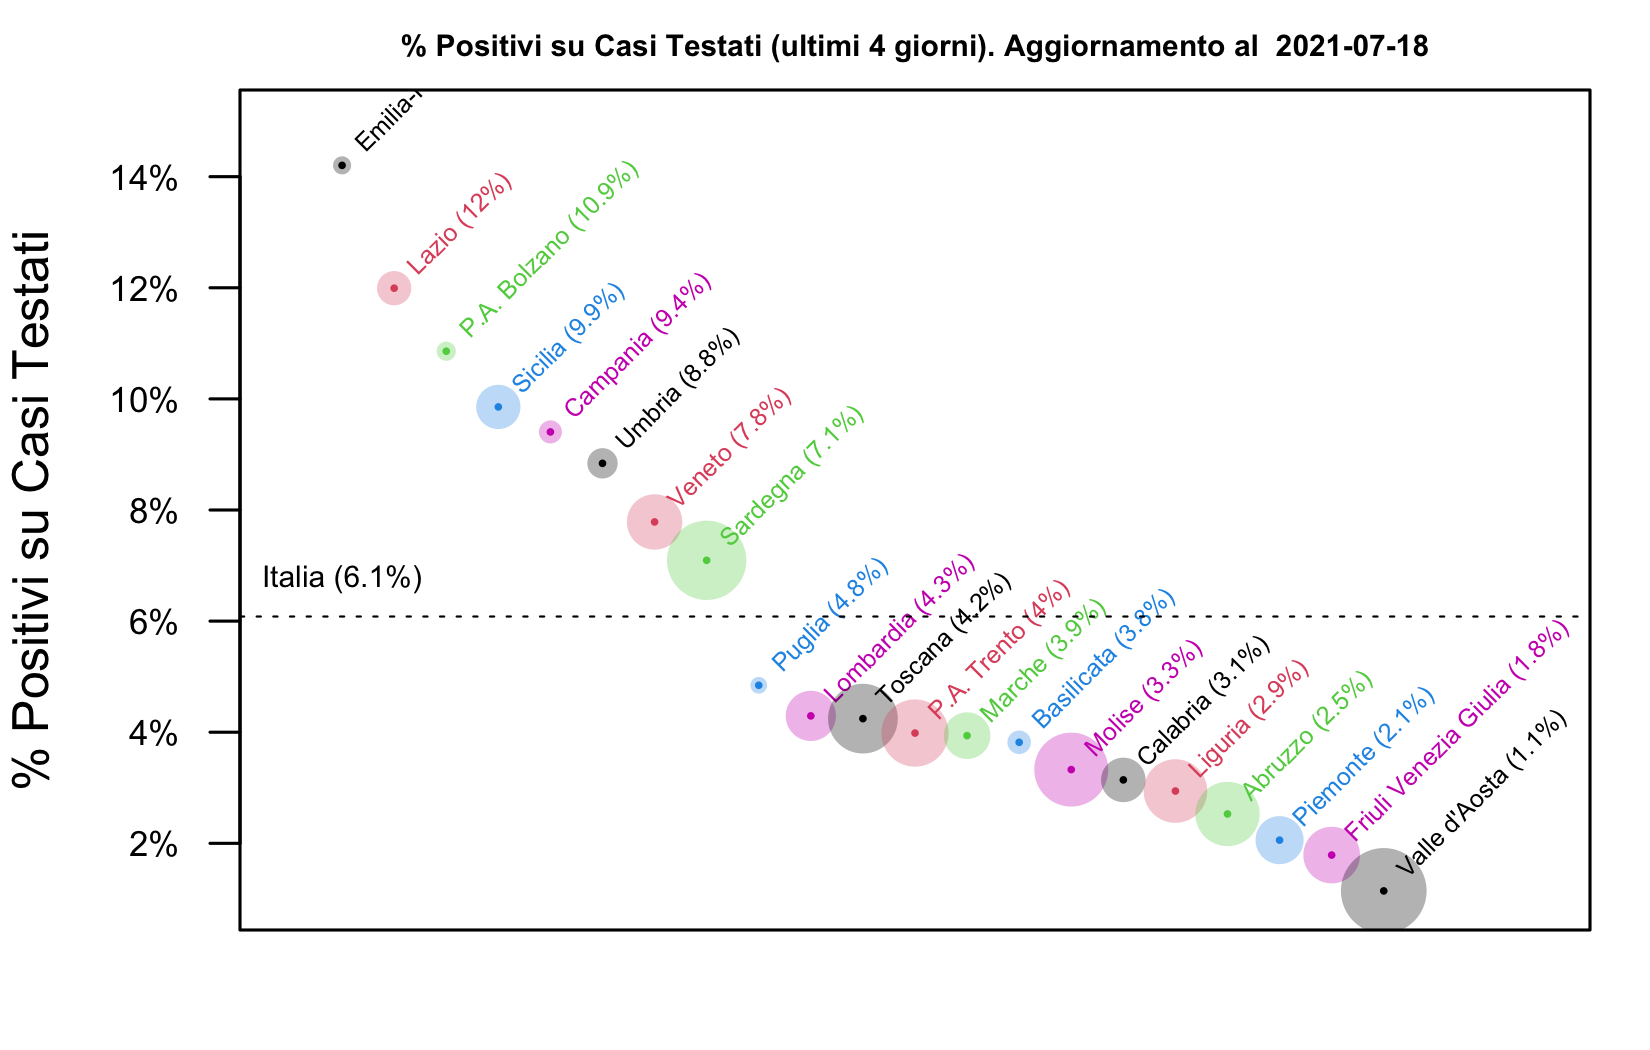 % Positivi su Casi Testati (ultimi 4 giorni). Aggiornamento al  2021-07-18
% Positivi su Casi Testati
14%
12%
10%
8%
6%
4%
2%
Italia (6.1%)
Emilia-
Lazio (12%)
P.A. Bolzano (10.9%)
Sicilia (9.9%)
Campania (9.4%)
Umbria (8.8%)
Veneto (7.8%)
Sardegna (7.1%)
Puglia (4.8%)
Lombardia (4.3%)
Toscana (4.2%)
P.A. Trento (4%)
Marche (3.9%)
Basilicata (3.8%)
Molise (3.3%)
Calabria (3.1%)
Liguria (2.9%)
Abruzzo (2.5%)
Piemonte (2.1%)
Friuli Venezia Giulia (1.8%)
Valle d'Aosta (1.1%)